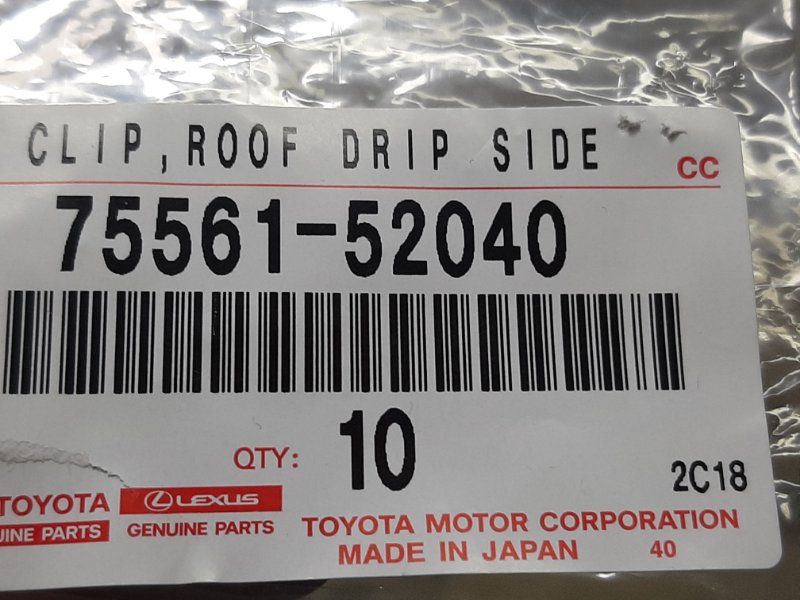 CLIP,ROOF DRIP SIDE
CC
75561-52040
QTY: 10
2C18
TOYOTA
LEXUS
PARTS
GENUINE PARTS
TOYOTA MOTOR CORPORATION
MADE IN JAPAN 40